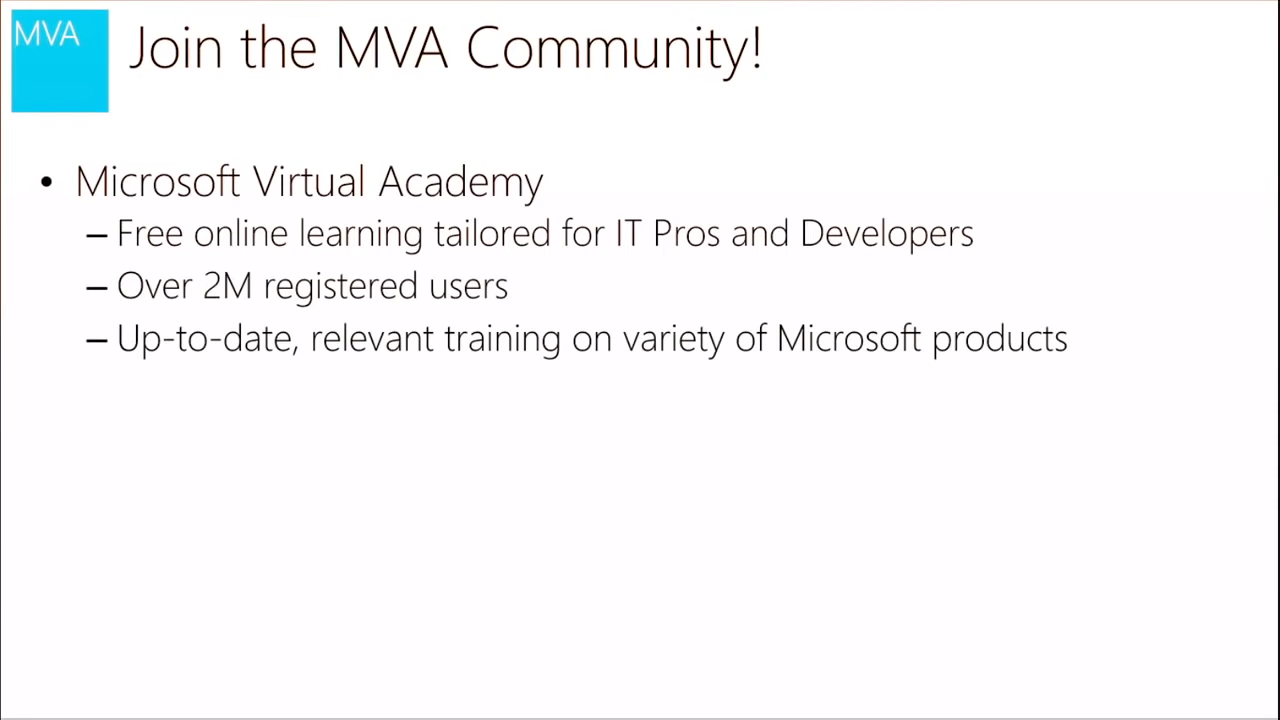 MVA
Join the MVA Community!
• Microsoft Virtual Academy
– Free online learning tailored for IT Pros and Developers
– Over 2M registered users
– Up-to-date, relevant training on variety of Microsoft products